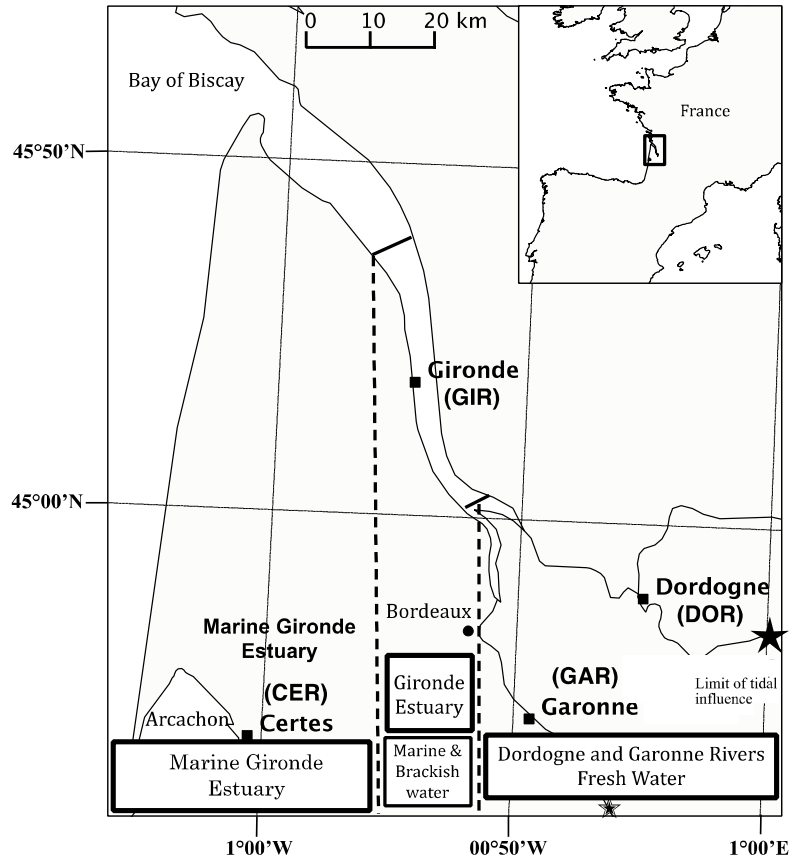 0 10 20 km
Bay of Biscay
France
45°50'N
Gironde
(GIR)
45°00'N
Dordogne
(DOR)
Bordeaux
Marine Gironde
Estuary
(CER)
Certes
Arcachon
Gironde
Estuary
(GAR)
Garonne
Limit of tidal
influence
Marine Gironde
Estuary
Marine &
Brackish
water
Dordogne and Garonne Rivers
Fresh Water
1°00'W
00°50'W
1°00'E